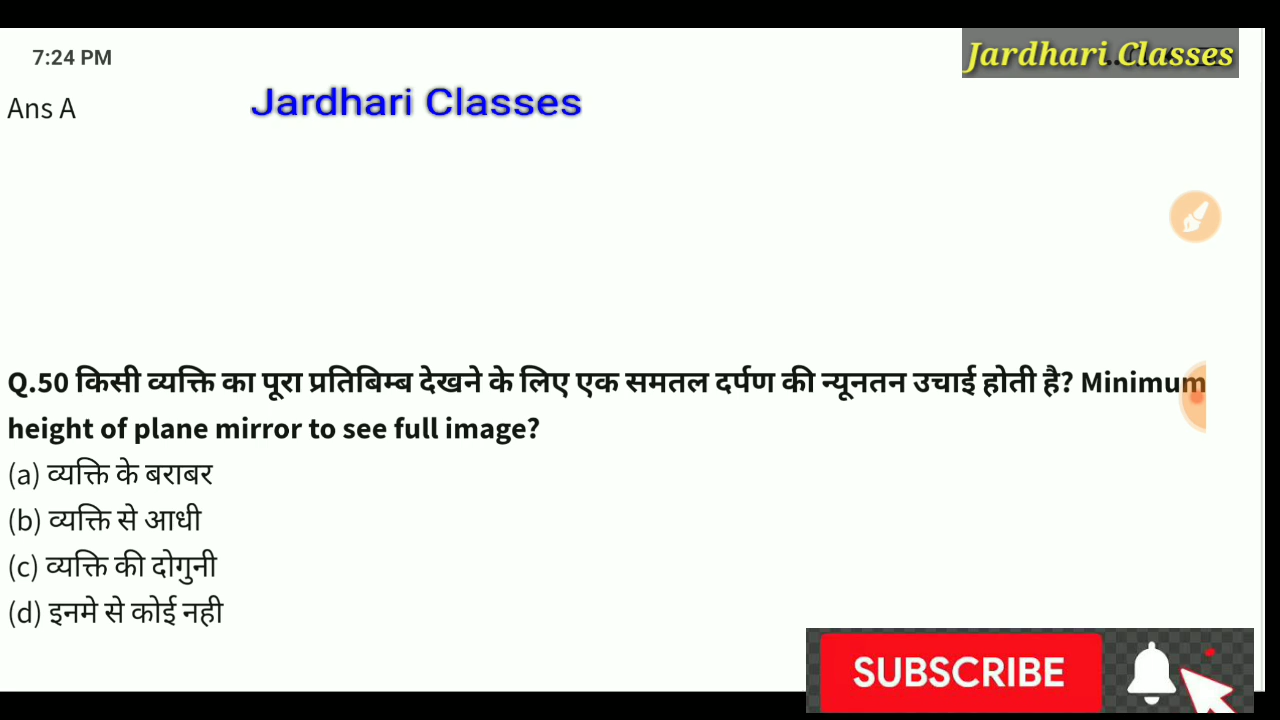 7:24 PM
Jardhari Classes
Ans A
Jardhari Classes
Q.50 किसी व्यक्ति का पूरा प्रतिबिम्ब देखने के लिए एक समतल दर्पण की न्यूनतन उचाई होती है? Minimum
height of plane mirror to see full image?
(a) व्यक्ति के बराबर
(b) व्यक्ति से आधी
(c) व्यक्ति की दोगुनी
(d) इनमे से कोई नही
SUBSCRIBE